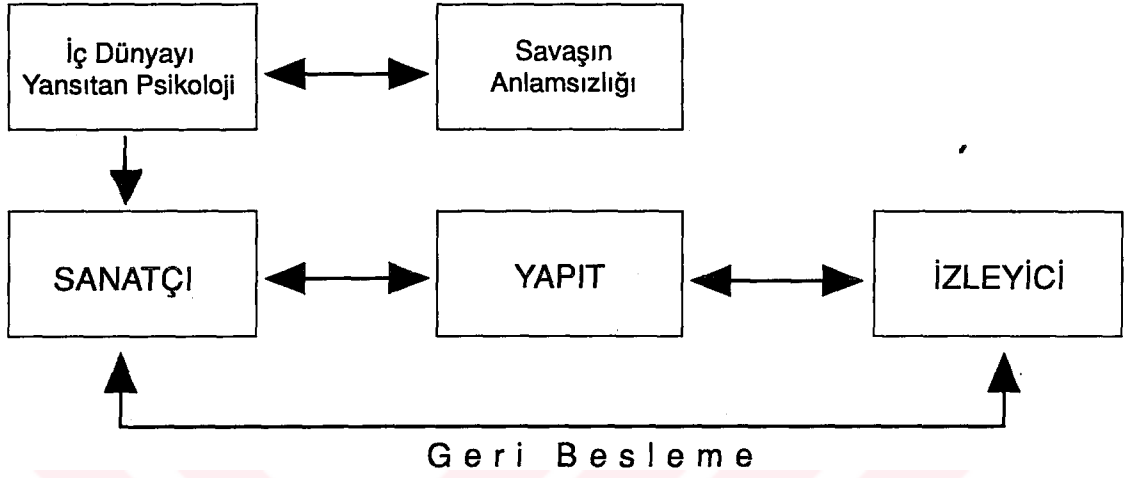 İç Dünyayı
Yansıtan Psikoloji
Savaşın
Anlamsızlığı
SANATÇI
YAPIT
İZLEYİCİ
Geri Besleme